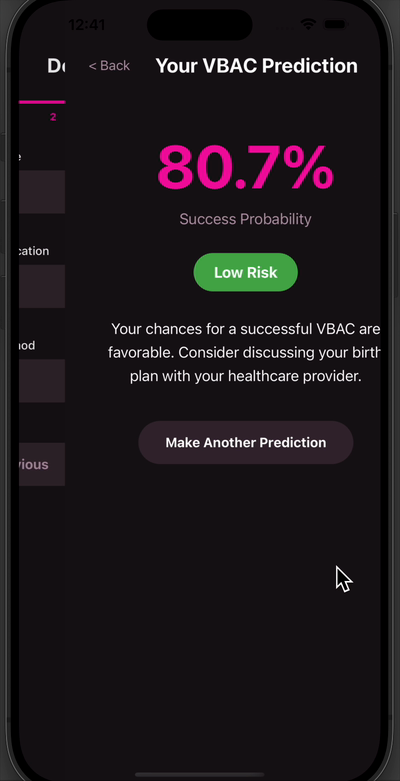 12:41
De
< Back
Your VBAC Prediction
2
80.7%
Success Probability
cation
Low Risk
Your chances for a successful VBAC are
favorable. Consider discussing your birth
plan with your healthcare provider.
Make Another Prediction
vious